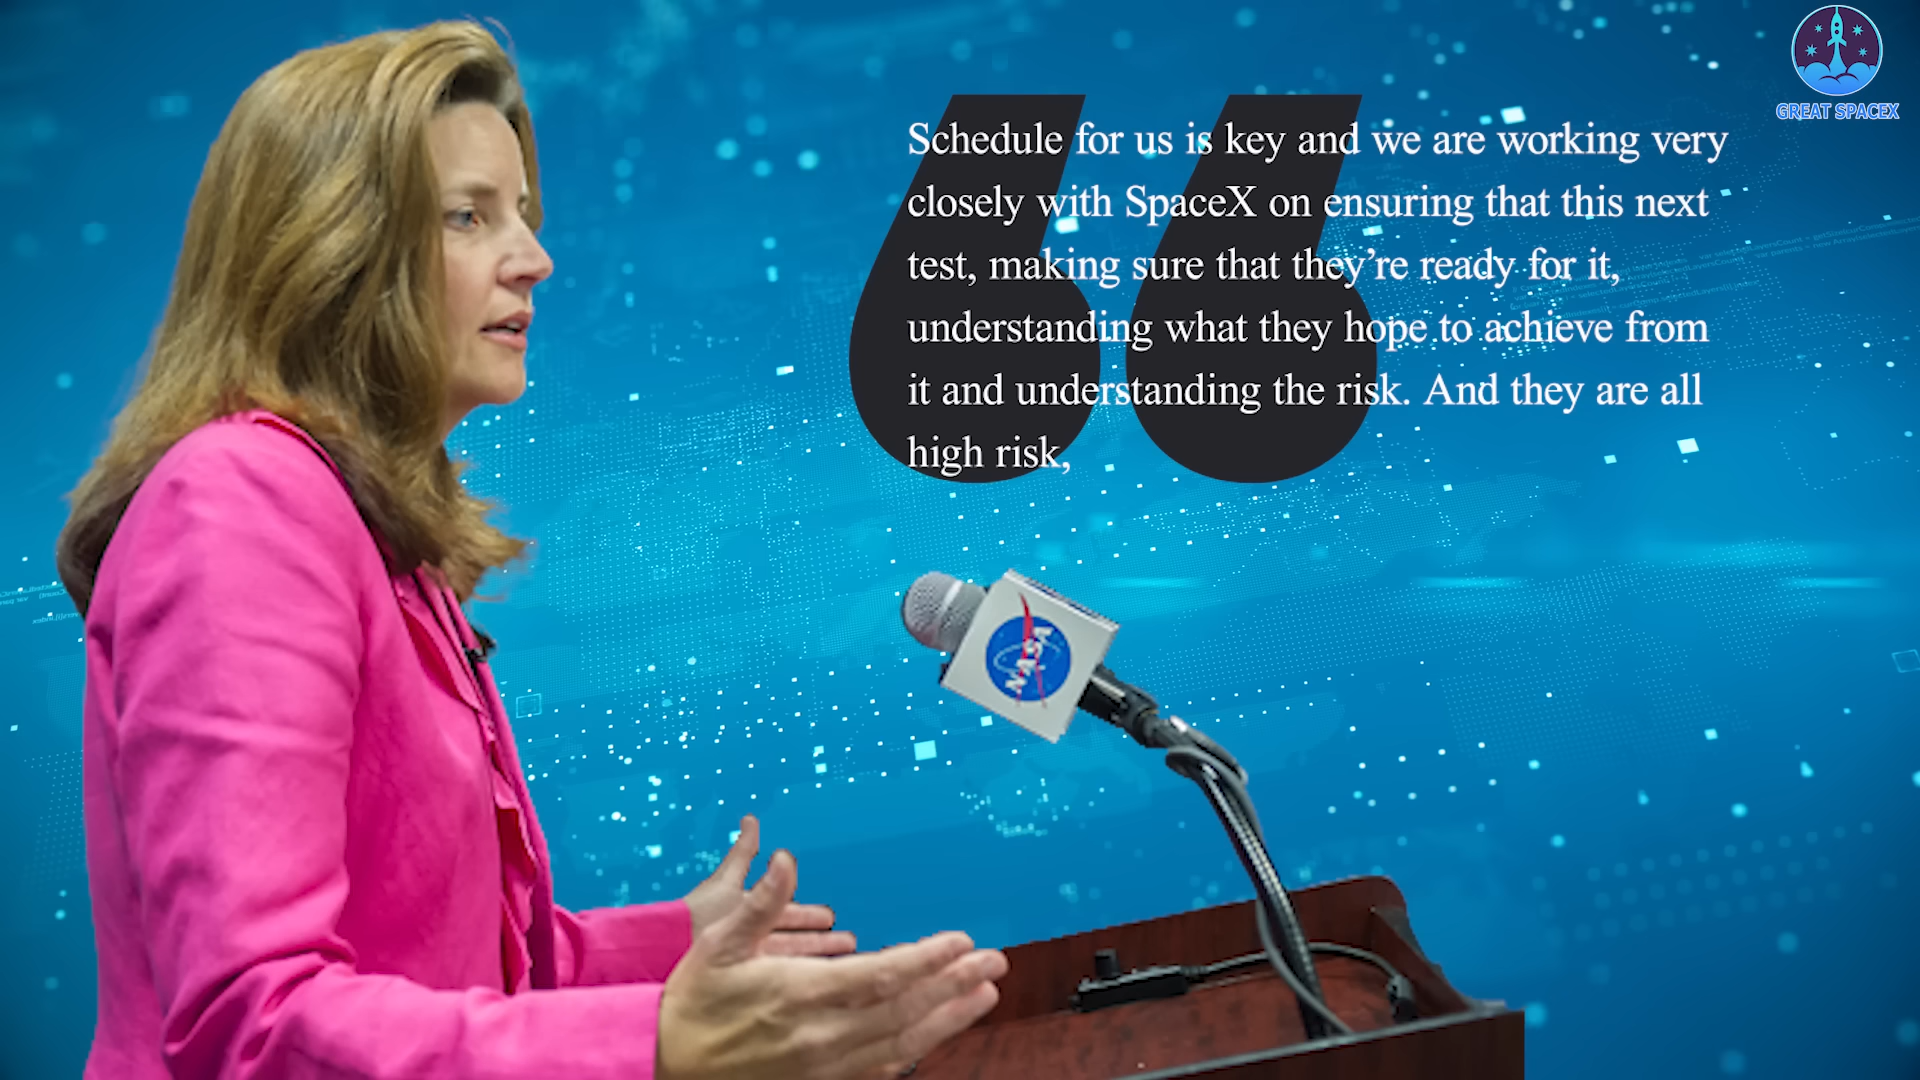 GREAT SPACEX
Schedule for us is key and we are working very
closely with SpaceX on ensuring that this next
test, making sure that they’re ready for it,
understanding what they hope to achieve from
it and understanding the risk. And they are all
high risk,
NASA